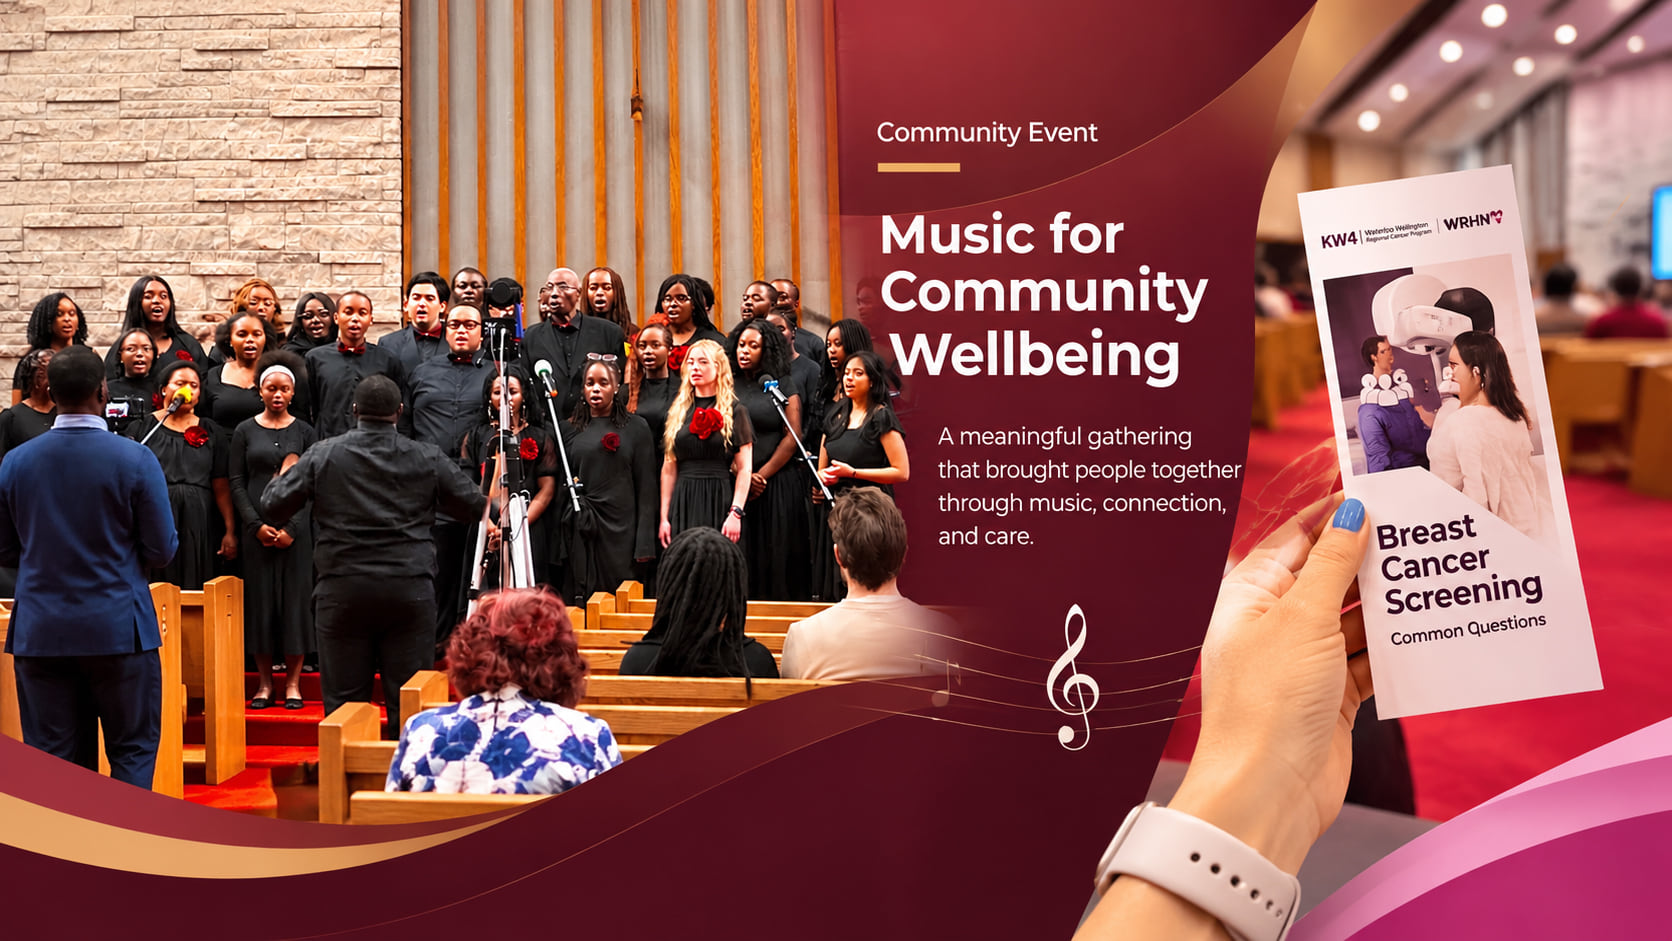 Community Event
Music for
Community
Wellbeing
A meaningful gathering
that brought people together
through music, connection,
and care.
KW4
Waterloo Wellington
Regional Cancer Program
WRHN
Breast
Cancer
Screening
Common Questions